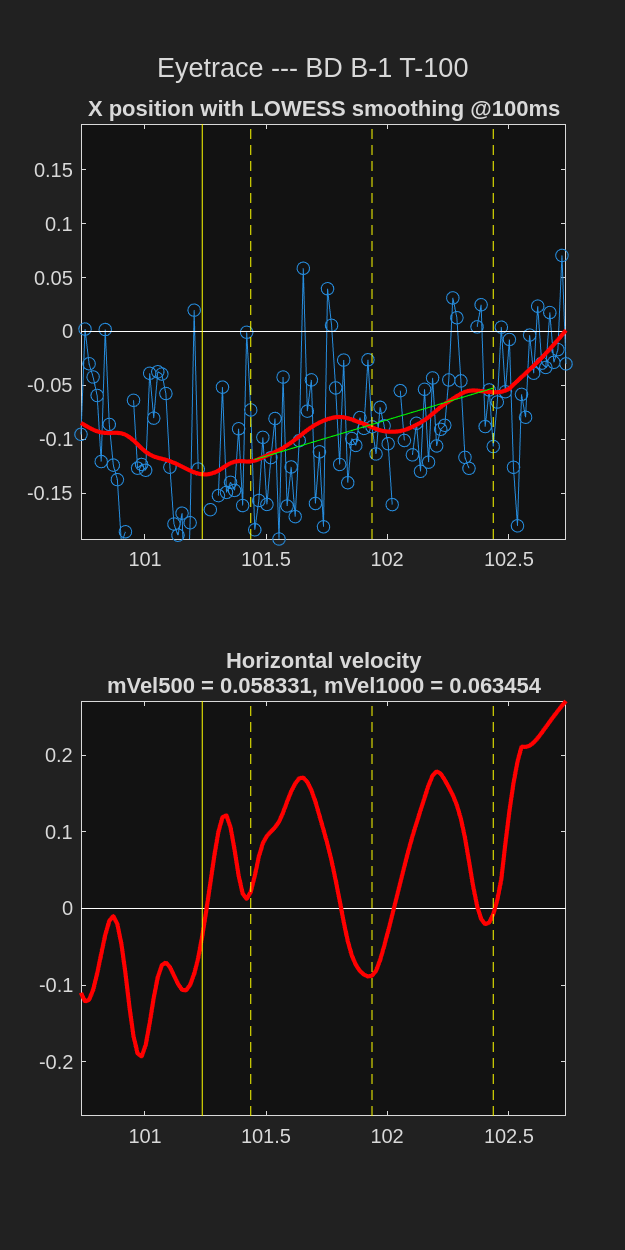 Eyetrace --- BD B-1 T-100
X position with LOWESS smoothing @100ms
0.15
0.1
0.05
0
-0.05
-0.1
-0.15
101 101.5 102 102.5
Horizontal velocity
mVel500 = 0.058331, mVel1000 = 0.063454
0.2
0.1
0
-0.1
-0.2
101 101.5 102 102.5